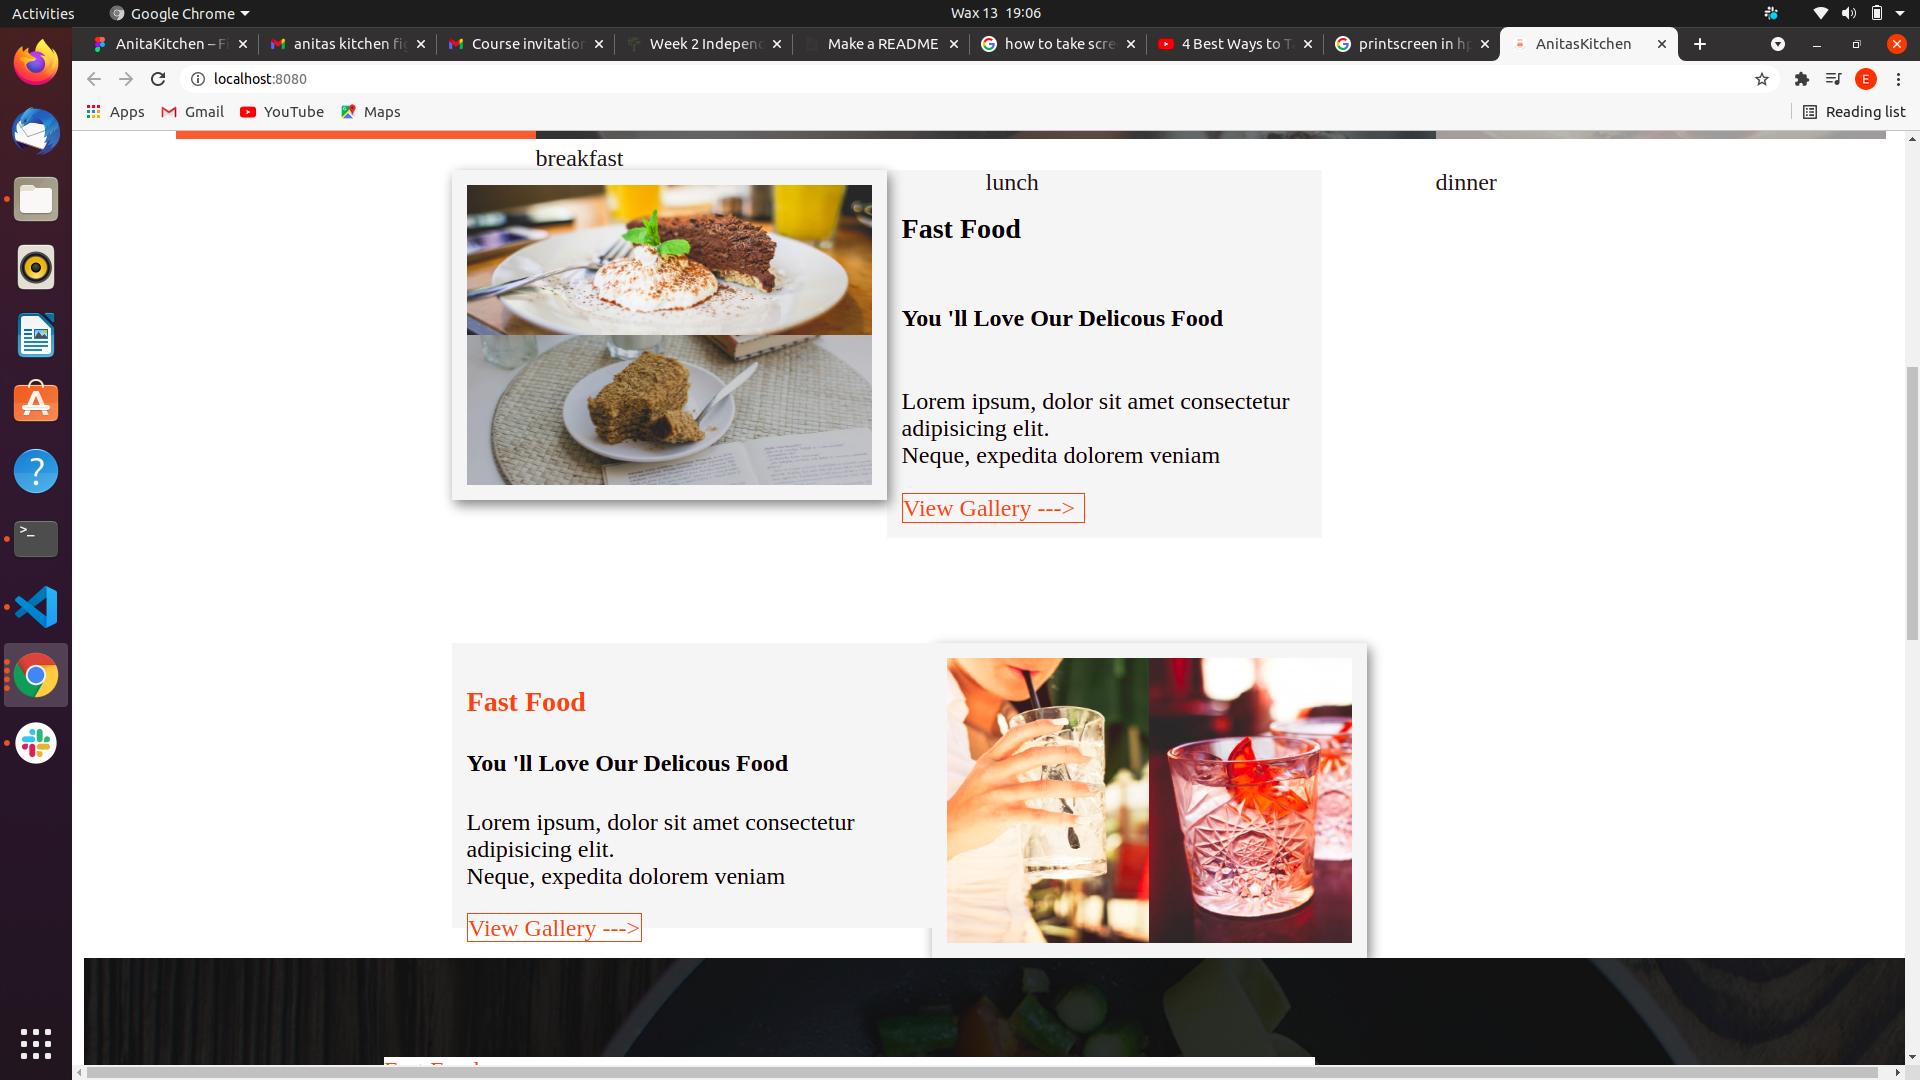 Activities
Google Chrome
Wax 13 19:06
AnitaKitchen – Fi
anitas kitchen fig
Course invitation
Week 2 Independ
Make a README
how to take scre
4 Best Ways to T
printscreen in hp
AnitasKitchen
localhost:8080
E
Apps
Gmail
YouTube
Maps
Reading list
breakfast
lunch
dinner
Fast Food
You 'll Love Our Delicous Food
Lorem ipsum, dolor sit amet consectetur
adipisicing elit.
Neque, expedita dolorem veniam
View Gallery --->
Fast Food
You 'll Love Our Delicous Food
Lorem ipsum, dolor sit amet consectetur
adipisicing elit.
Neque, expedita dolorem veniam
View Gallery --->